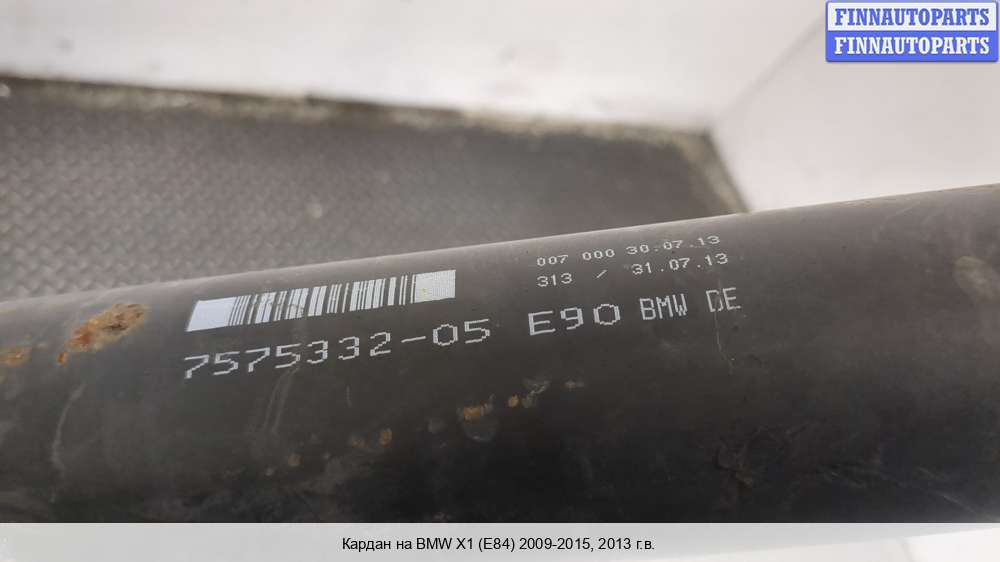 FINNAUTOPARTS
FINNAUTOPARTS
007 000 30.07.13
313 / 31.07.13
7575332-05 E90 BMW DE
Кардан на BMW X1 (E84) 2009-2015, 2013 г.в.